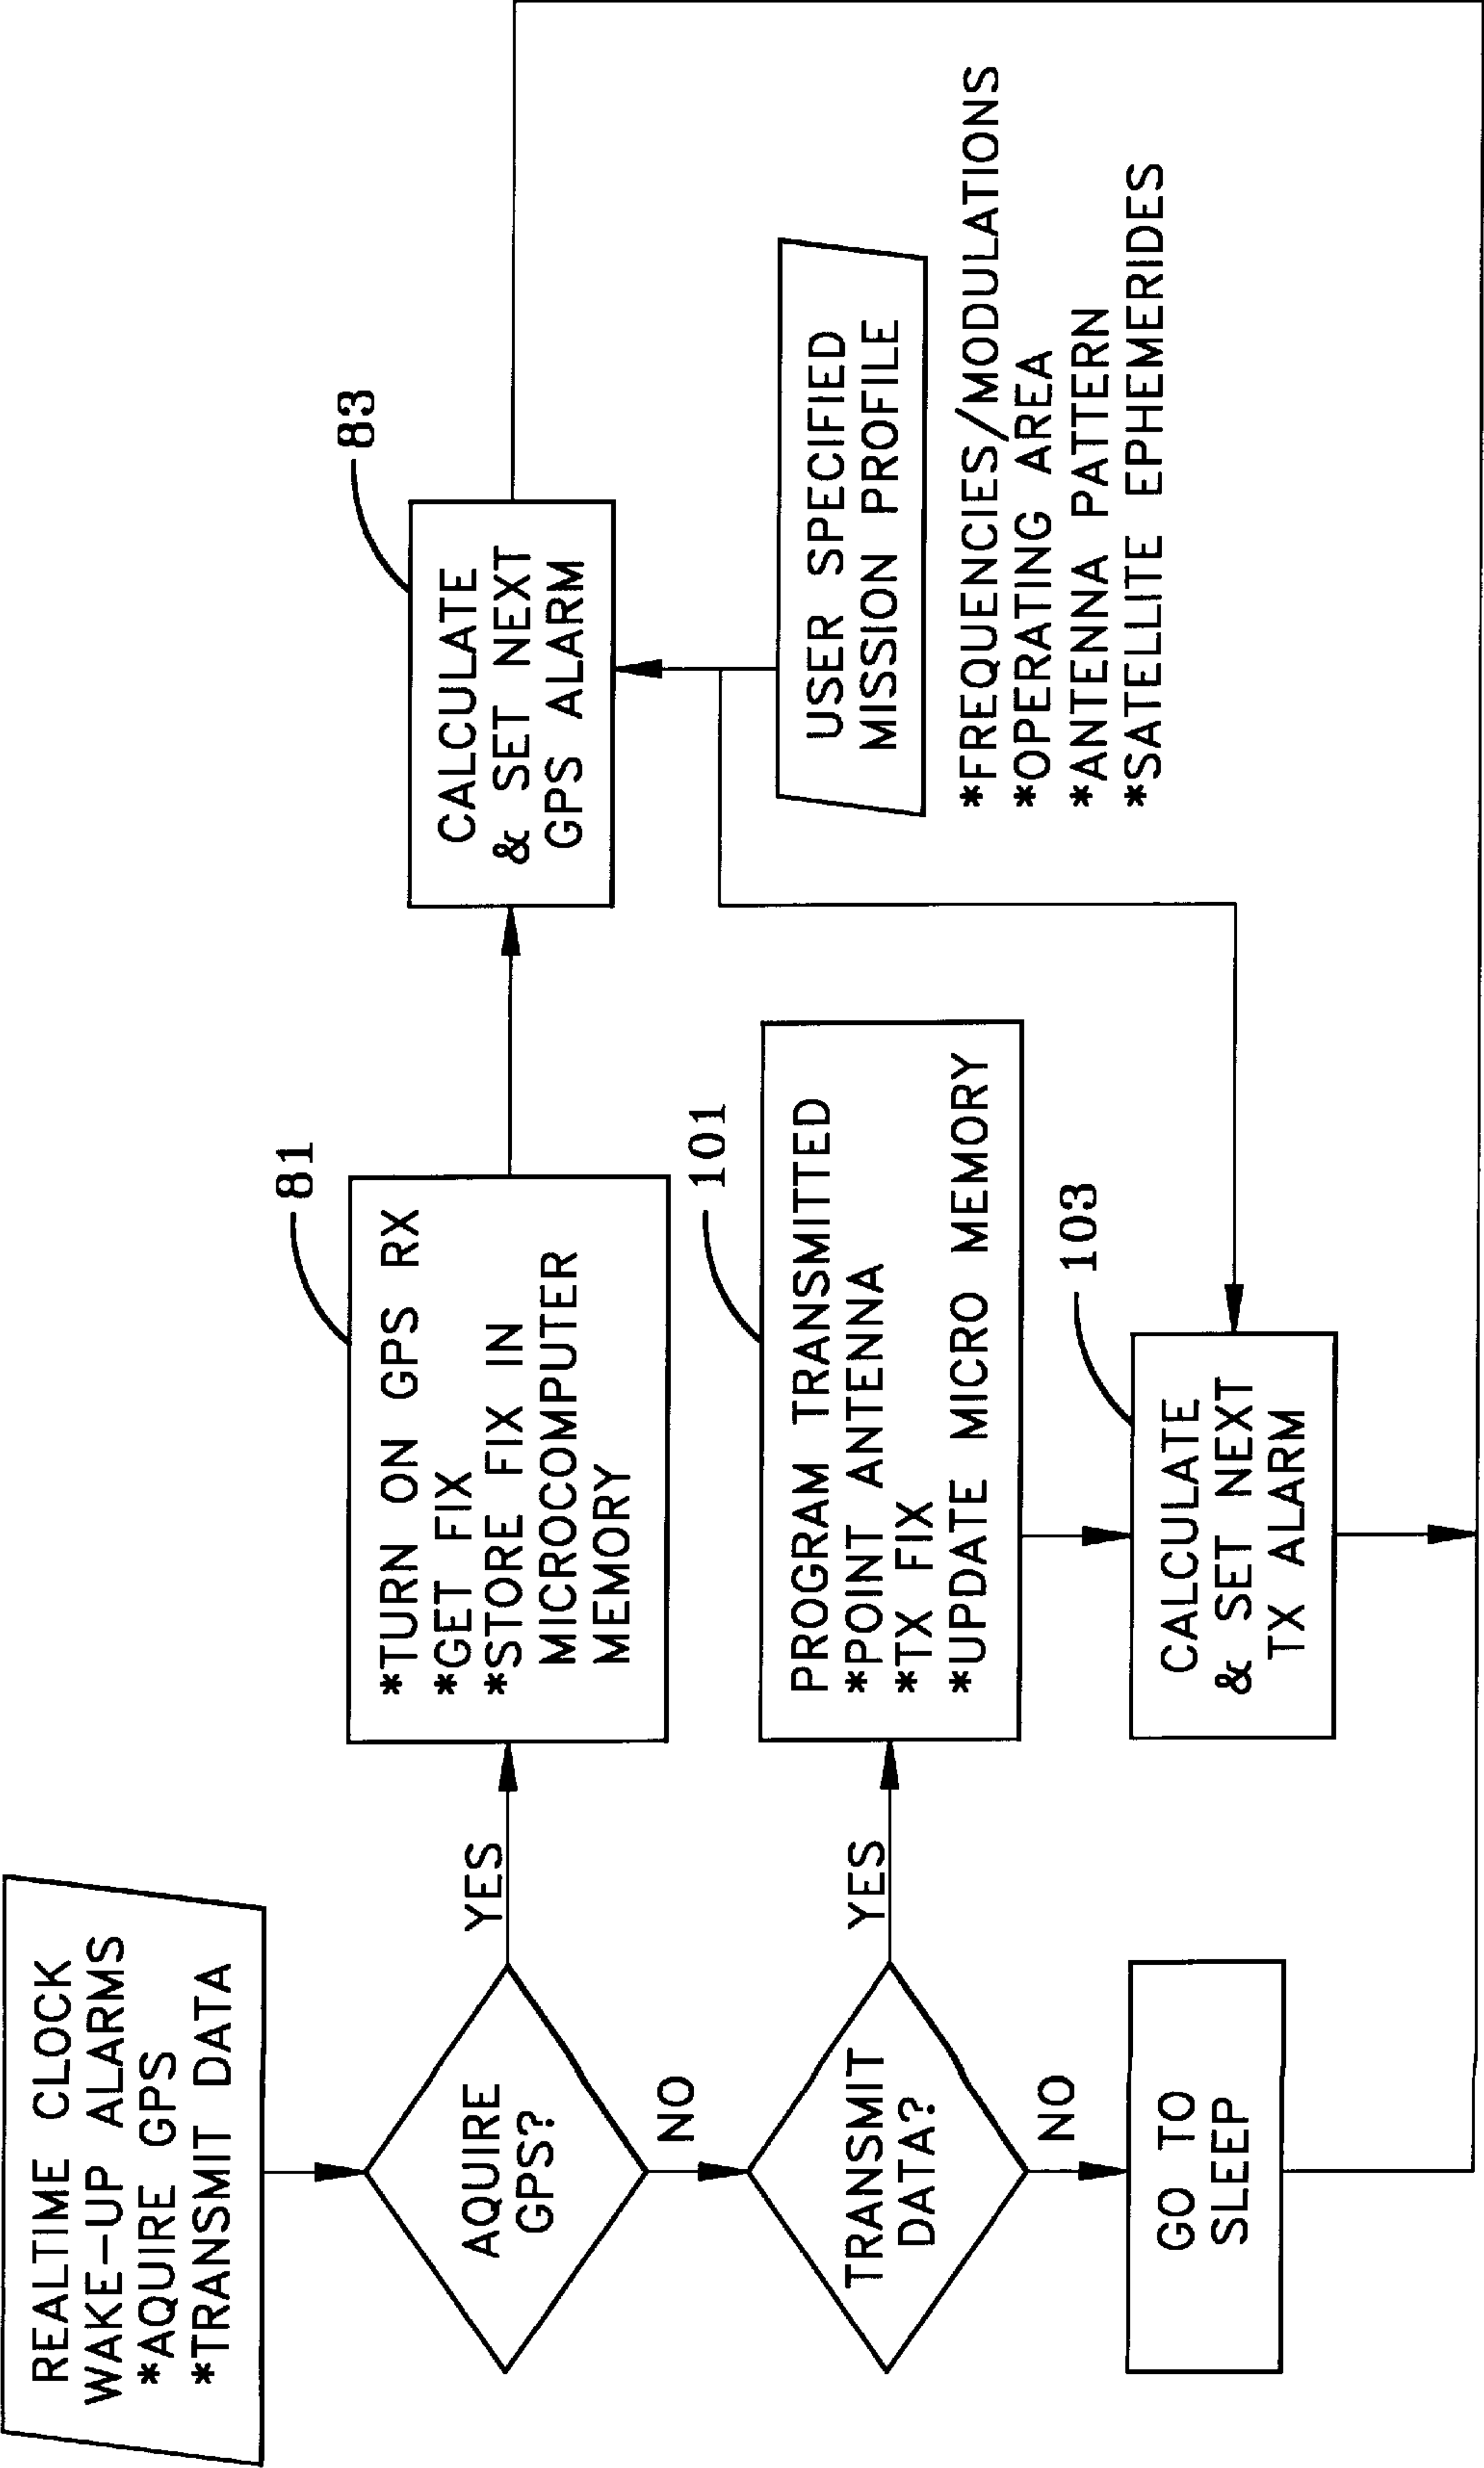 REALTIME CLOCK
WAKE-UP ALARMS
*AQUIRE GPS
*TRANSMIT DATA
AQUIRE
GPS?
YES
NO
81
*TURN ON GPS RX
*GET FIX
*STORE FIX IN
MICROCOMPUTER
MEMORY
83
CALCULATE
& SET NEXT
GPS ALARM
USER SPECIFIED
MISSION PROFILE
*FREQUENCIES/MODULATIONS
*OPERATING AREA
*ANTENNA PATTERN
*SATELLITE EPHEMERIDES
TRANSMIT
DATA?
YES
NO
101
PROGRAM TRANSMITTED
*POINT ANTENNA
*TX FIX
*UPDATE MICRO MEMORY
103
CALCULATE
& SET NEXT
TX ALARM
GO TO
SLEEP